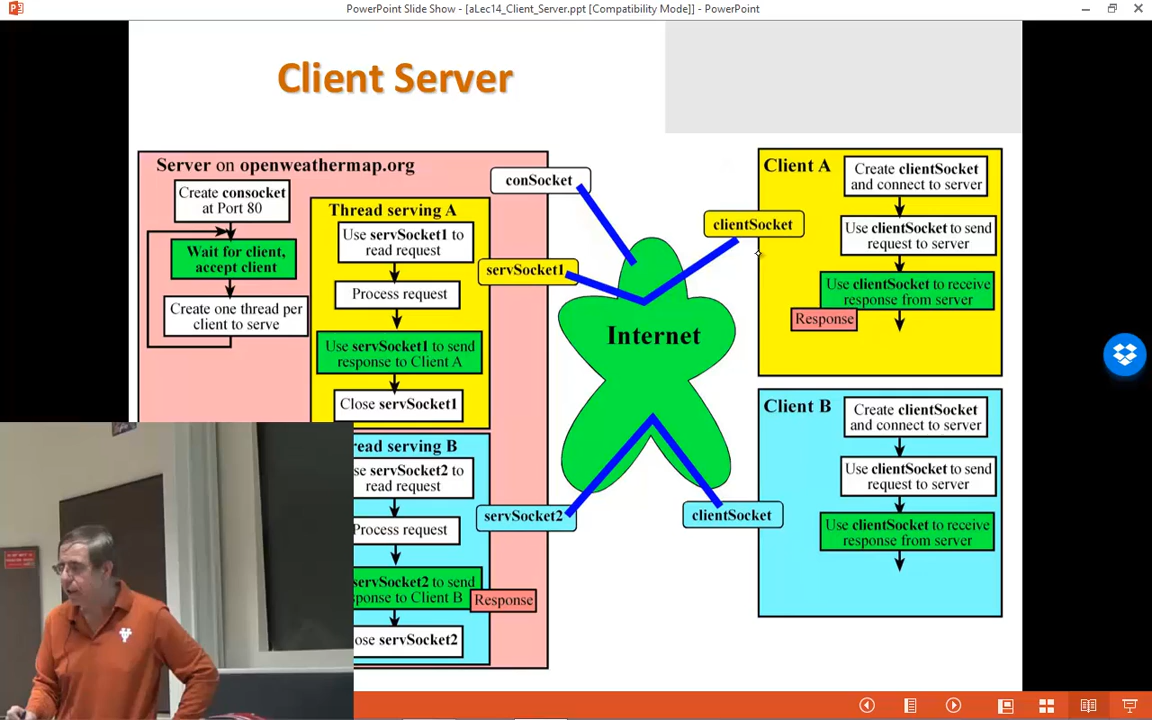 PowerPoint Slide Show - [aLec14_Client_Server.ppt [Compatibility Mode]] - PowerPoint
Client Server
Server on openweathermap.org
Create consocket
at Port 80
Wait for client,
accept client
Create one thread per
client to serve
Thread serving A
Use servSocket1 to
read request
Process request
Use servSocket1 to send
response to Client A
Close servSocket1
read serving B
se servSocket2 to
read request
Process request
servSocket2 to send
ponse to Client B
Response
ose servSocket2
conSocket
servSocket1
servSocket2
Internet
clientSocket
clientSocket
Client A
Create clientSocket
and connect to server
Use clientSocket to send
request to server
Use clientSocket to receive
response from server
Response
Client B
Create clientSocket
and connect to server
Use clientSocket to send
request to server
Use clientSocket to receive
response from server